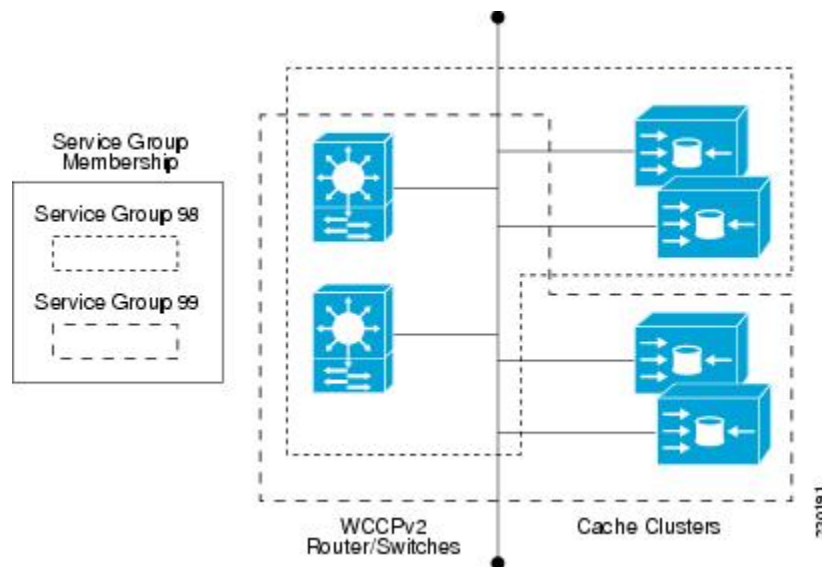 Service Group
Membership
Service Group 98
Service Group 99
WCCPv2
Router/Switches
Cache Clusters